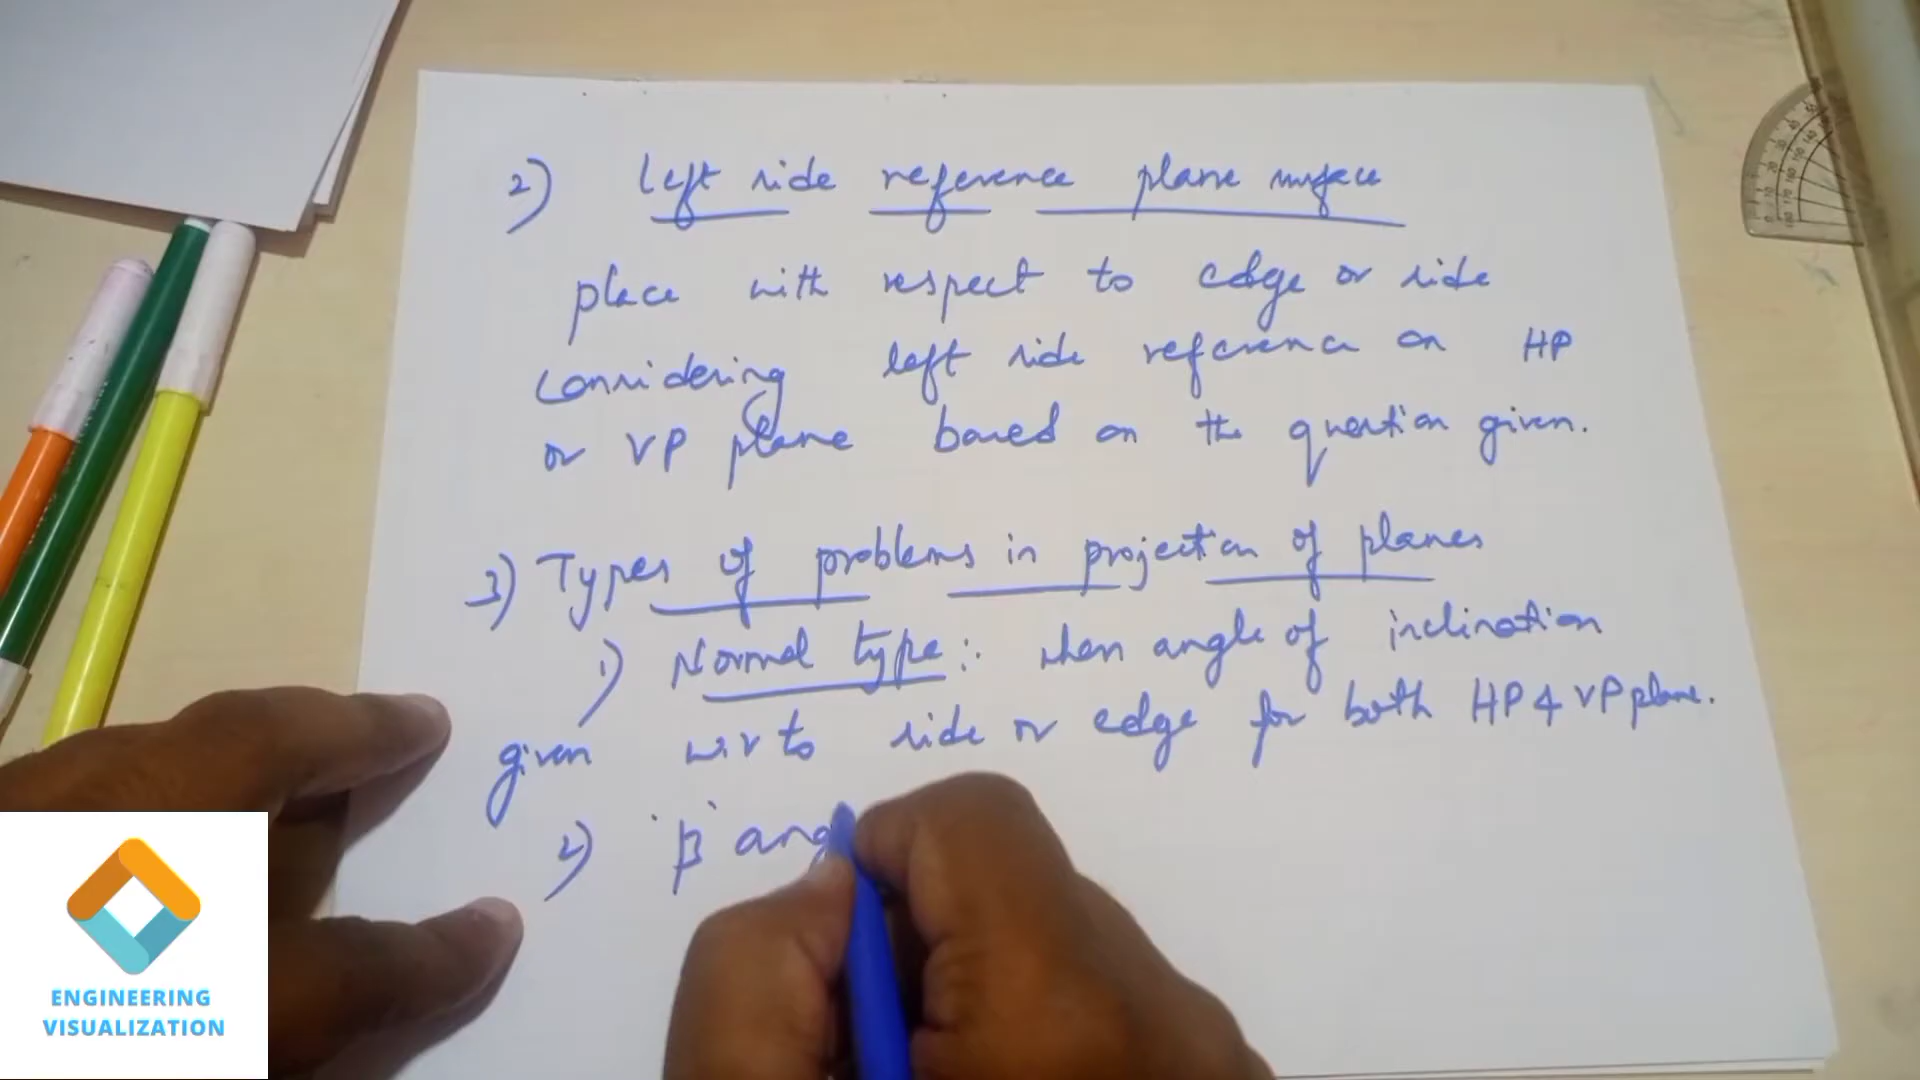 2) Left side reference plane surface
place with respect to edge or side
considering left side reference on HP
or VP plane based on the question given.
3) Types of problems in projection of planes
1) Normal type :. when angle of inclination
given w.r to side or edge for both HP & VP plane.
2) 'β' ang
ENGINEERING
VISUALIZATION